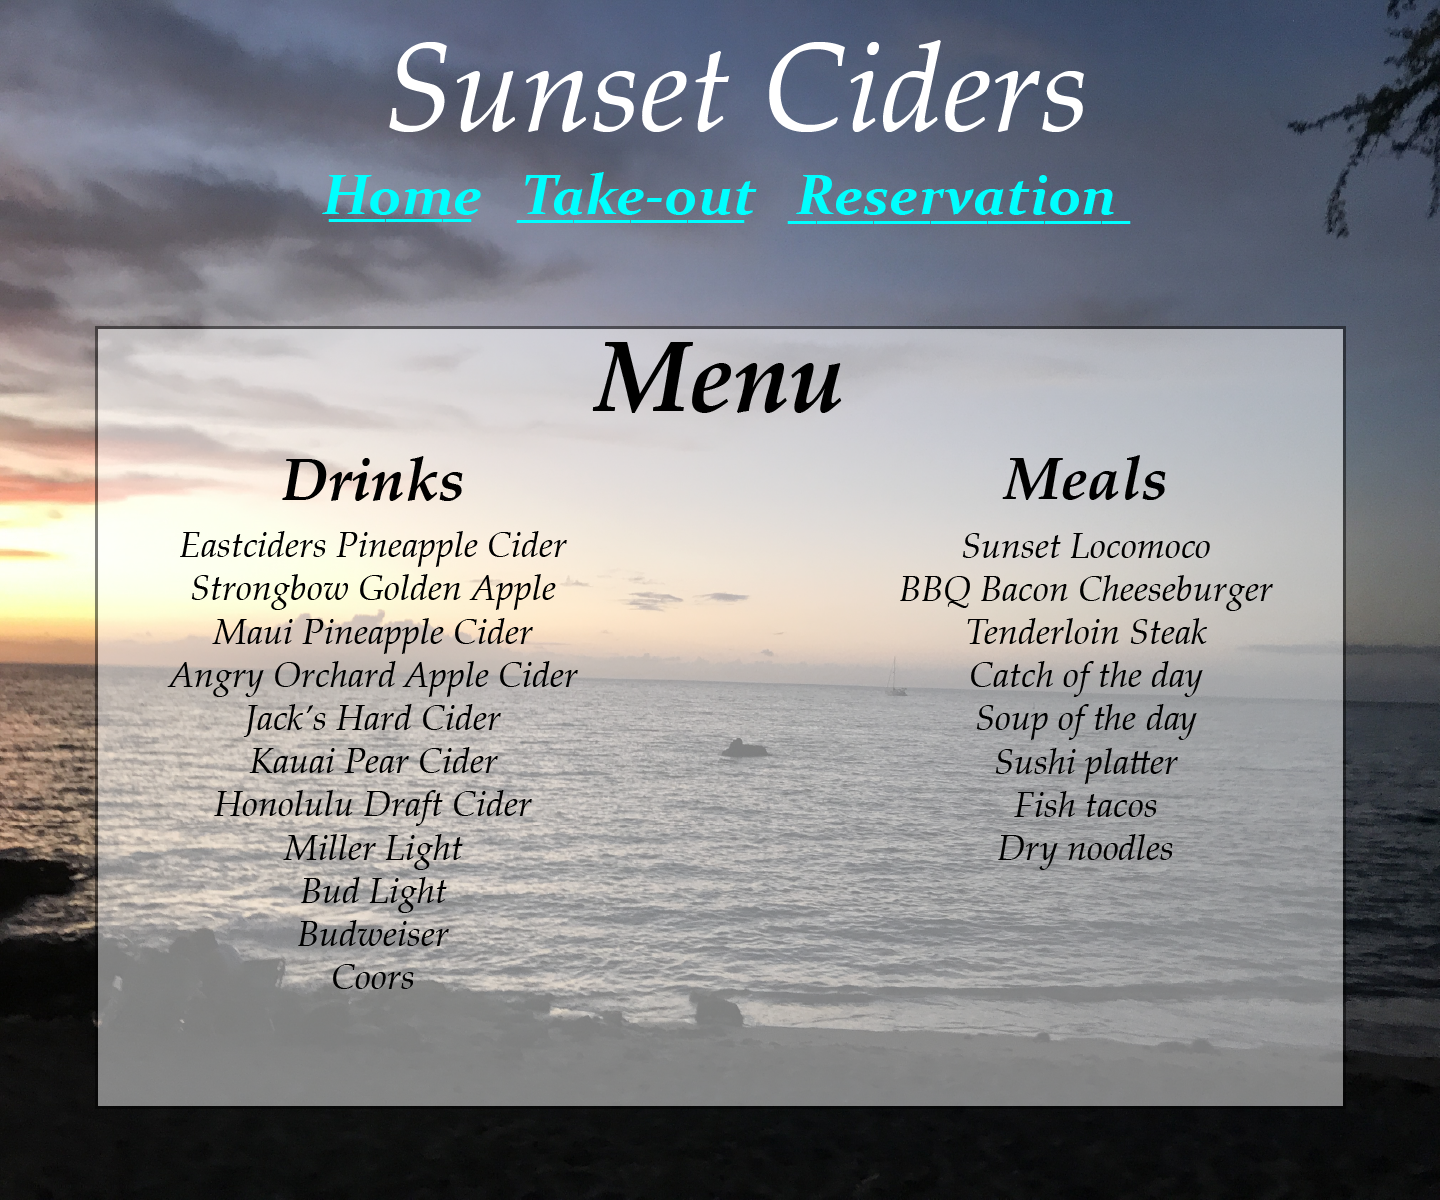 Sunset Ciders
Home Take-out Reservation
Menu
Drinks
Eastciders Pineapple Cider
Strongbow Golden Apple
Maui Pineapple Cider
Angry Orchard Apple Cider
Jack's Hard Cider
Kauai Pear Cider
Honolulu Draft Cider
Miller Light
Bud Light
Budweiser
Coors
Meals
Sunset Locomoco
BBQ Bacon Cheeseburger
Tenderloin Steak
Catch of the day
Soup of the day
Sushi platter
Fish tacos
Dry noodles